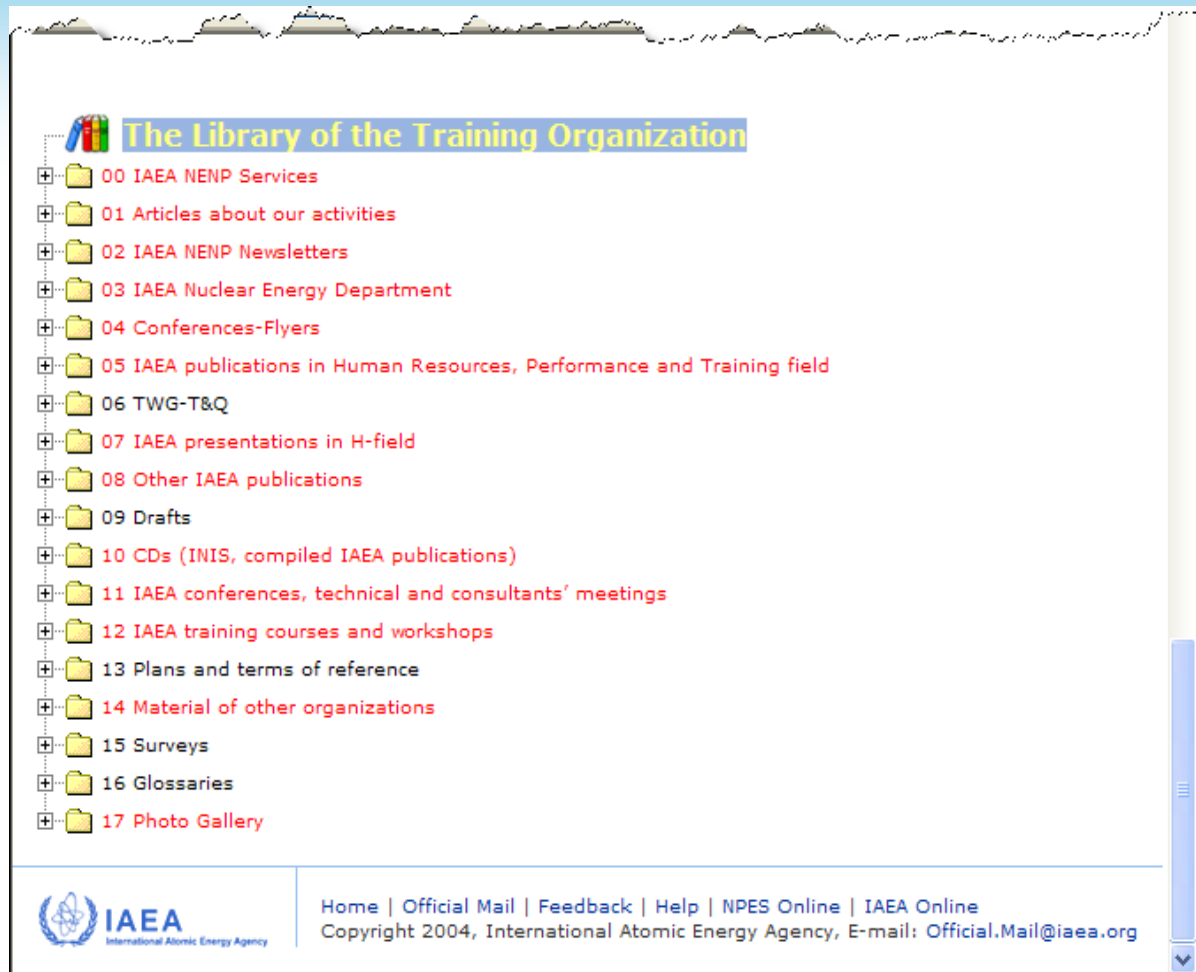 The Library of the Training Organization
00 IAEA NENP Services
01 Articles about our activities
02 IAEA NENP Newsletters
03 IAEA Nuclear Energy Department
04 Conferences-Flyers
05 IAEA publications in Human Resources, Performance and Training field
06 TWG-T&Q
07 IAEA presentations in H-field
08 Other IAEA publications
09 Drafts
10 CDs (INIS, compiled IAEA publications)
11 IAEA conferences, technical and consultants' meetings
12 IAEA training courses and workshops
13 Plans and terms of reference
14 Material of other organizations
15 Surveys
16 Glossaries
17 Photo Gallery
IAEA
International Atomic Energy Agency
Home | Official Mail | Feedback | Help | NPES Online | IAEA Online
Copyright 2004, International Atomic Energy Agency, E-mail: Official.Mail@iaea.org